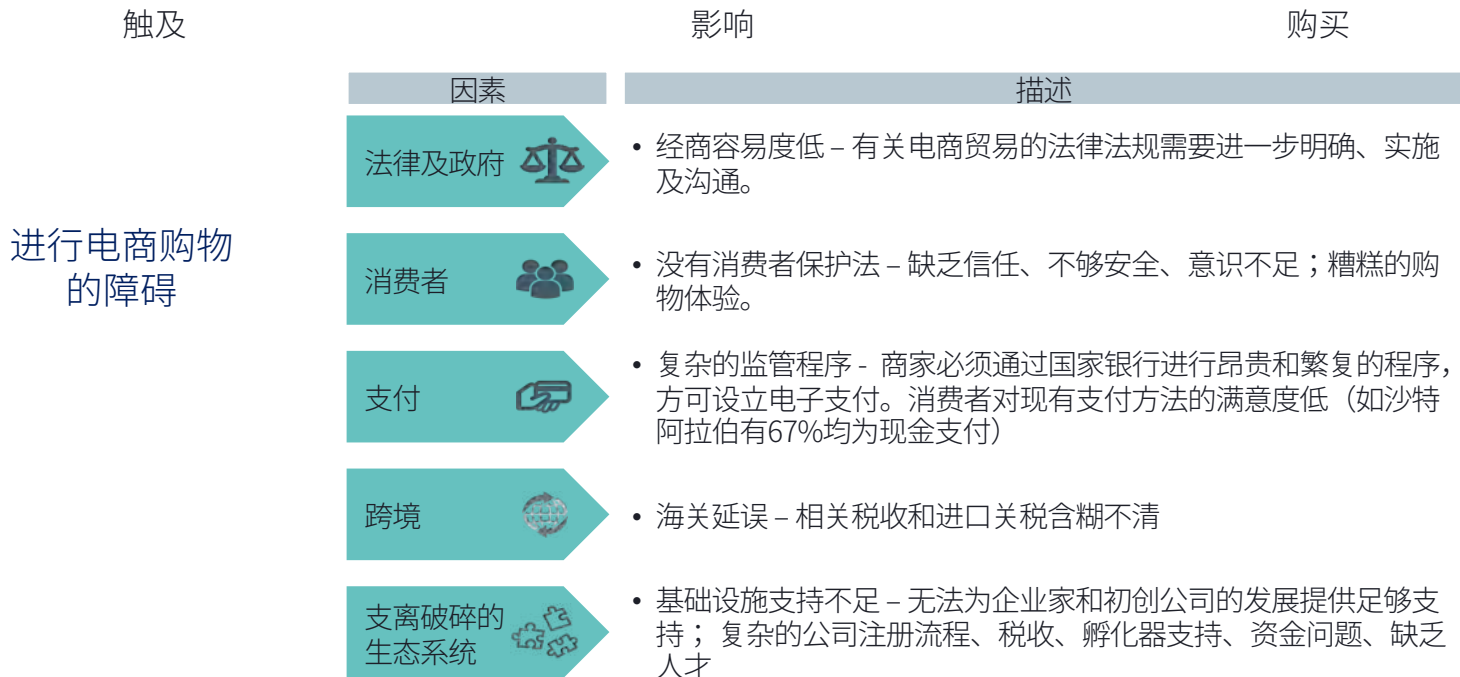 触及
影响
购买
因素
描述
进行电商购物
的障碍
法律及政府
• 经商容易度低 – 有关电商贸易的法律法规需要进一步明确、实施
及沟通。
消费者
• 没有消费者保护法 – 缺乏信任、不够安全、意识不足；糟糕的购
物体验。
支付
• 复杂的监管程序 - 商家必须通过国家银行进行昂贵和繁复的程序，
方可设立电子支付。消费者对现有支付方法的满意度低（如沙特
阿拉伯有67%均为现金支付）
跨境
• 海关延误 – 相关税收和进口关税含糊不清
支离破碎的
生态系统
• 基础设施支持不足 – 无法为企业家和初创公司的发展提供足够支
持； 复杂的公司注册流程、税收、孵化器支持、资金问题、缺乏
人才